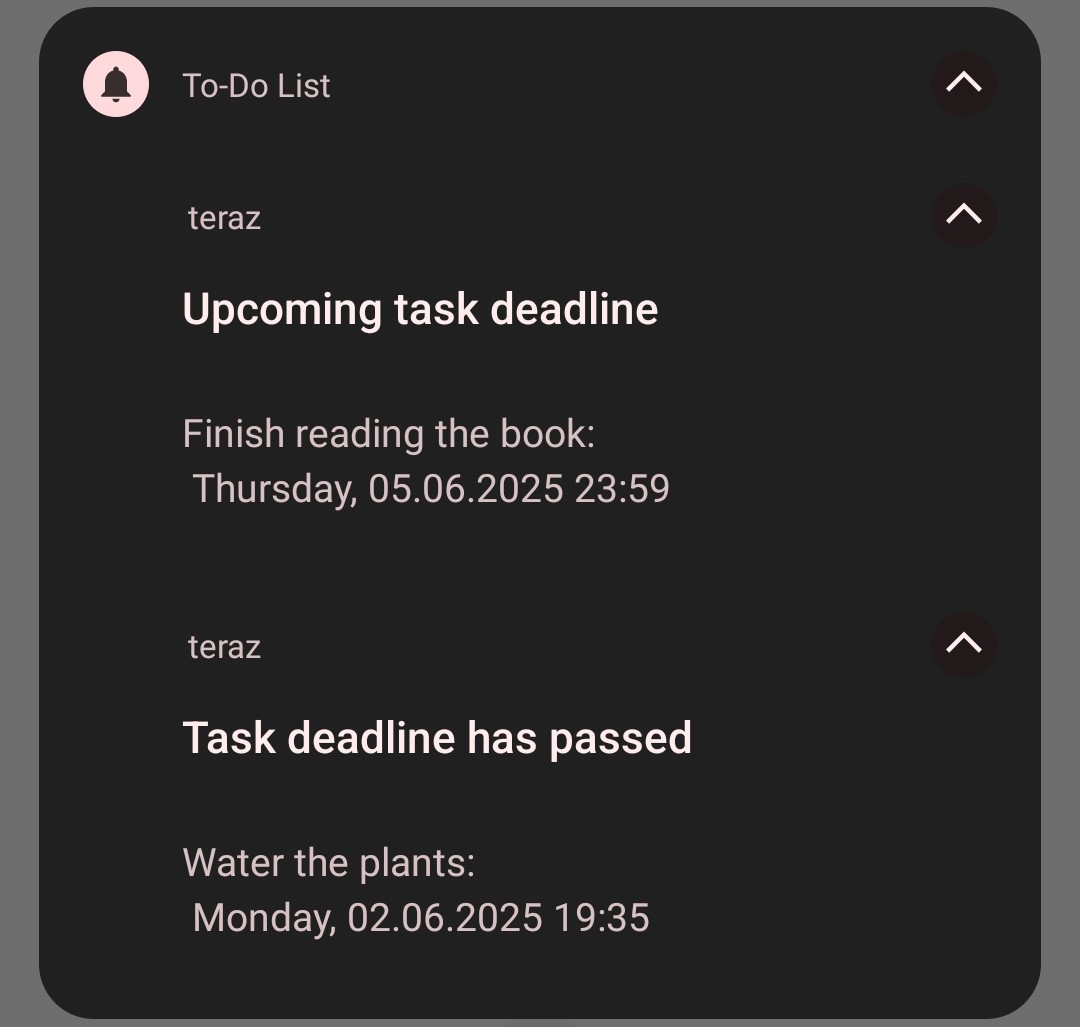 To-Do List
teraz
Upcoming task deadline
Finish reading the book:
Thursday, 05.06.2025 23:59
teraz
Task deadline has passed
Water the plants:
Monday, 02.06.2025 19:35